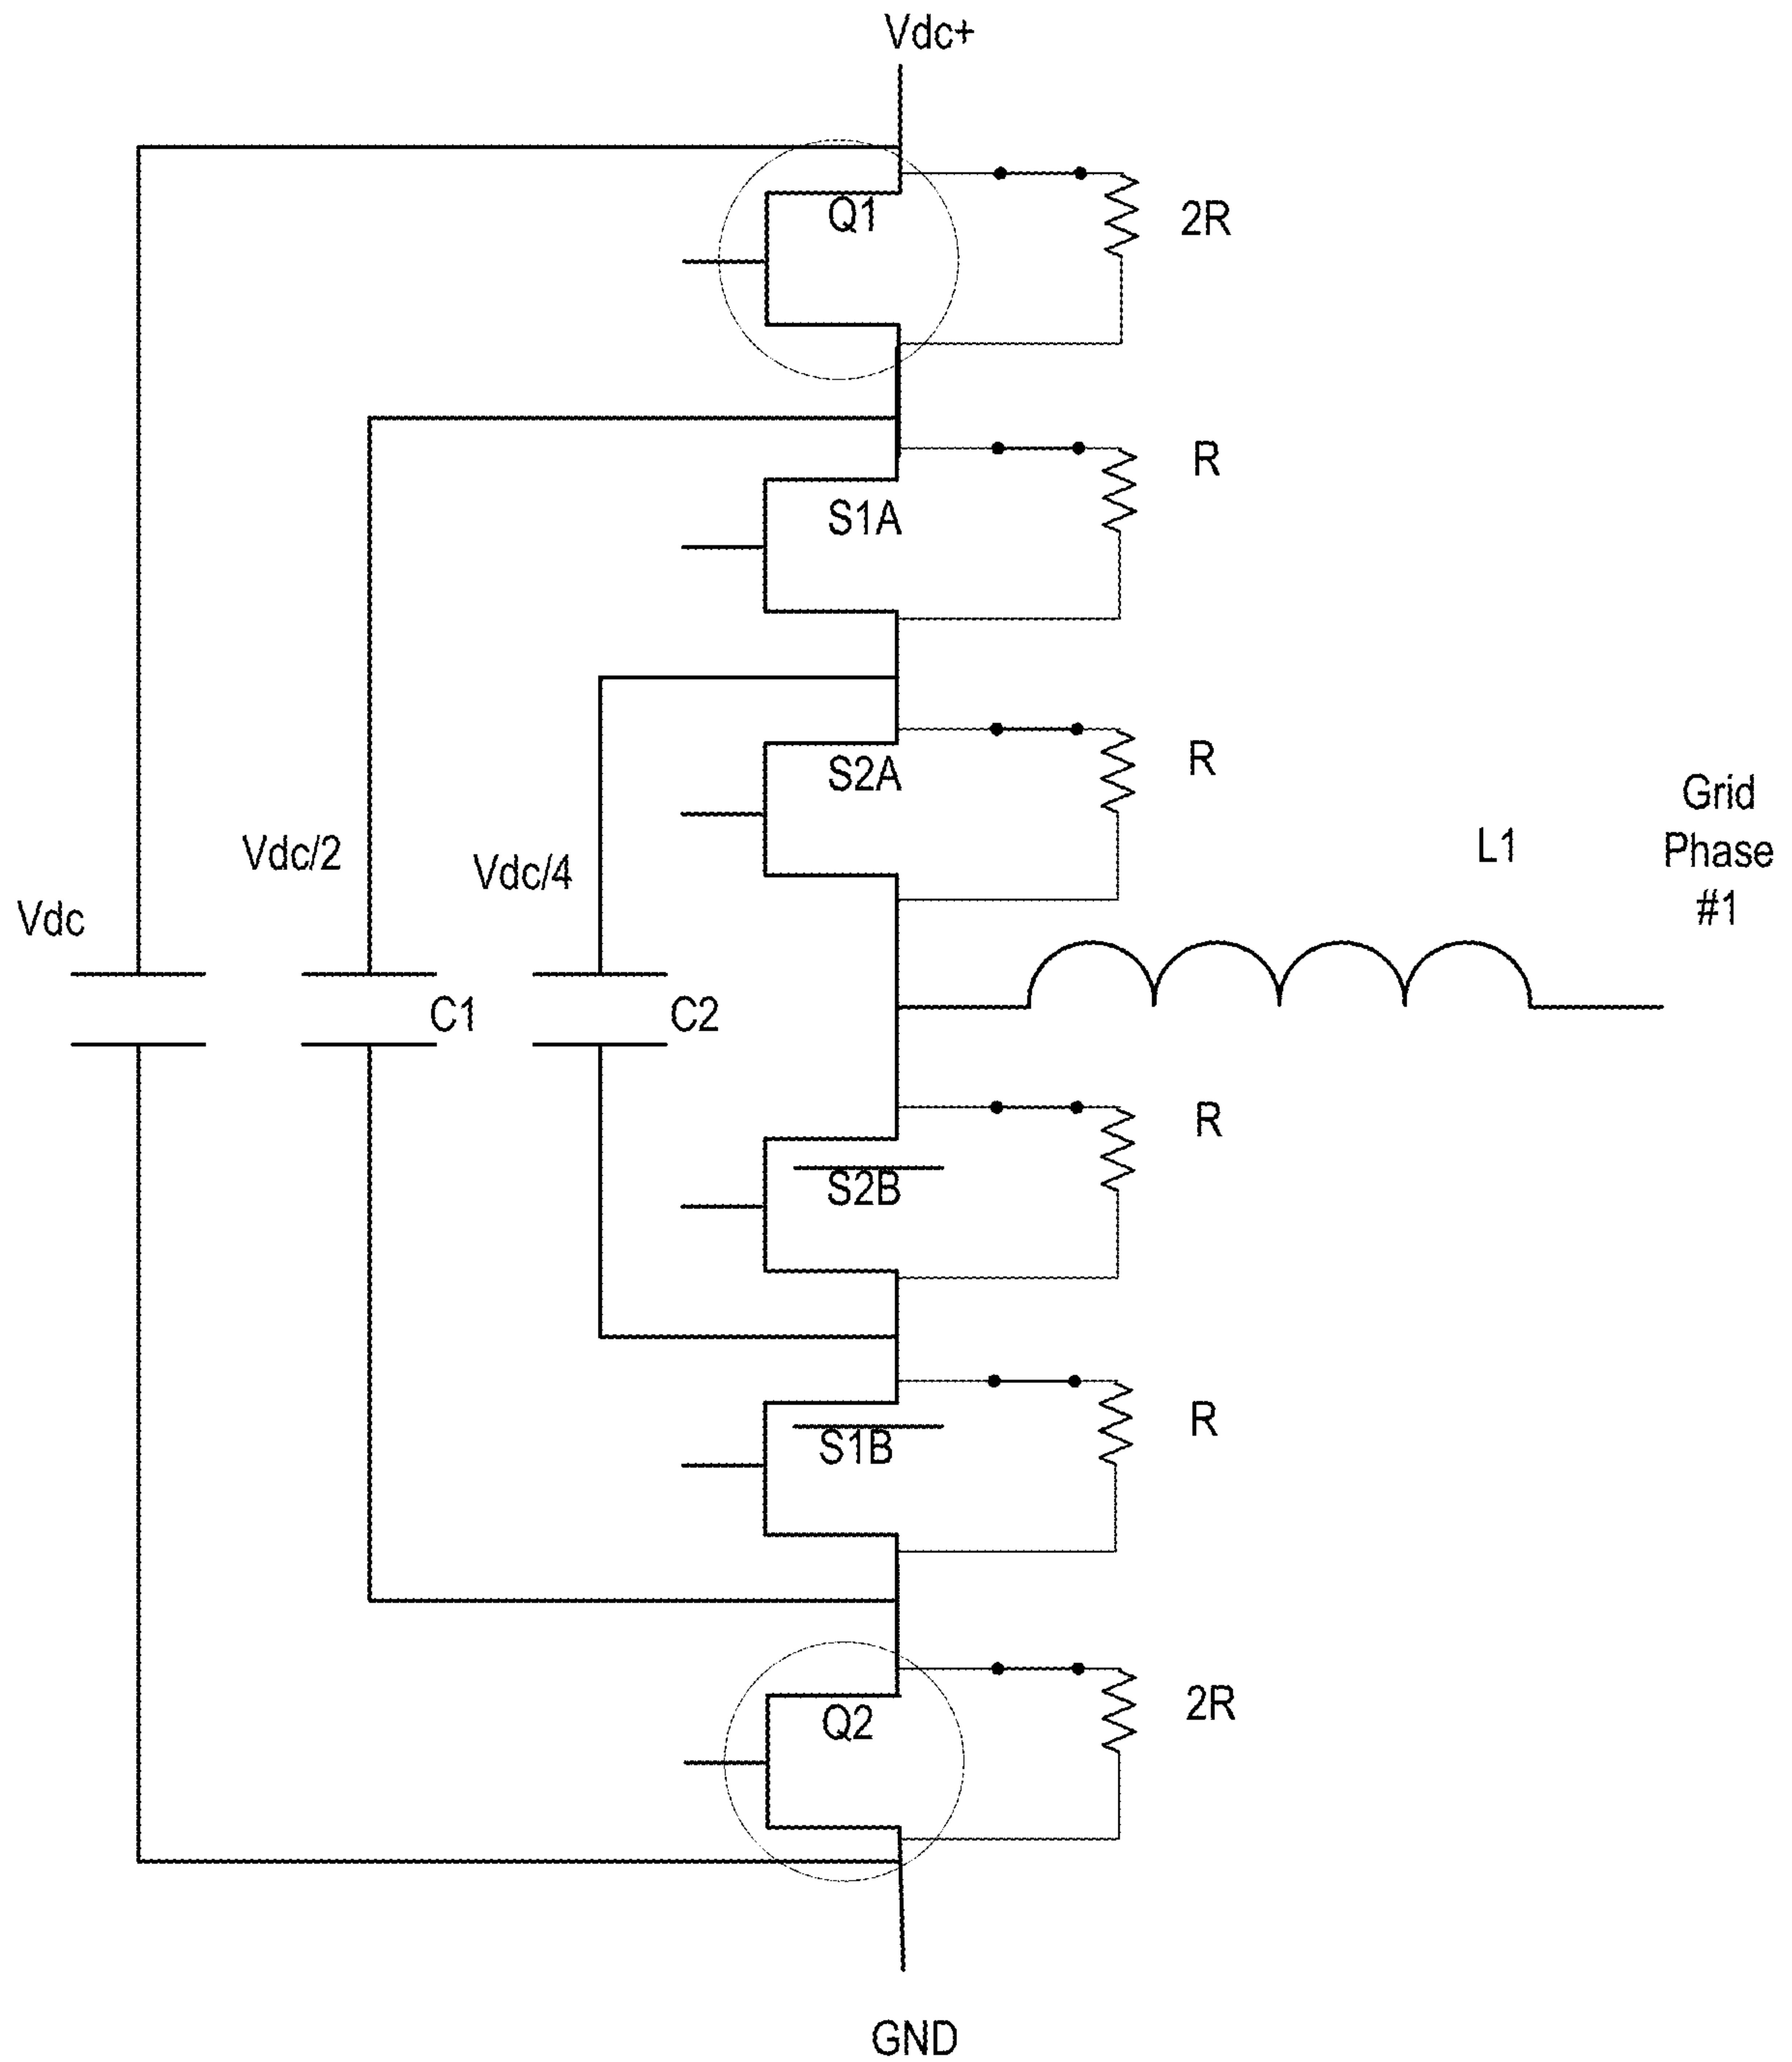 Vdc+
Q1
2R
S1A
R
S2A
R
Grid
Phase
#1
L1
Vdc/2
Vdc/4
Vdc
C1
C2
R
S2B
R
S1B
2R
Q2
GND